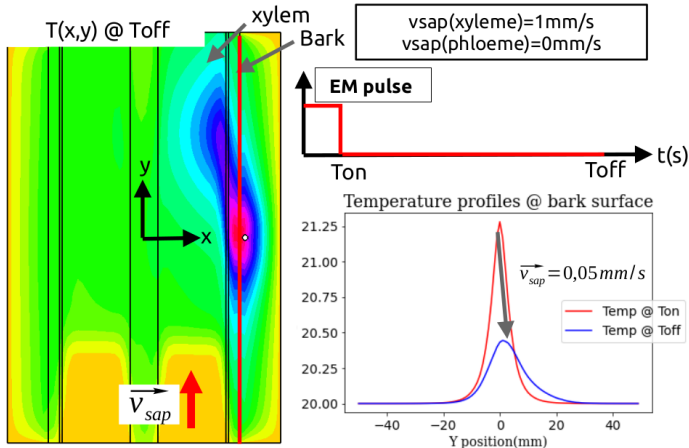 T(x,y) @ Toff
xylem
Bark
y
x
vsap
vsap(xyleme)=1mm/s
vsap(phloeme)=0mm/s
EM pulse
t(s)
Ton
Toff
Temperature profiles @ bark surface
21.25
21.00
20.75
20.50
20.25
20.00
vsap=0,05mm/s
Temp @ Ton
Temp @ Toff
−40
−20
0
20
40
Y position(mm)